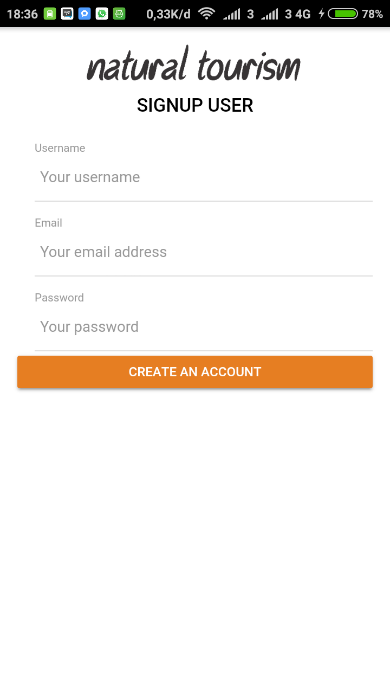 18:36 0,33K/d 3 3 4G 78%
natural tourism
SIGNUP USER
Username
Your username
Email
Your email address
Password
Your password
CREATE AN ACCOUNT